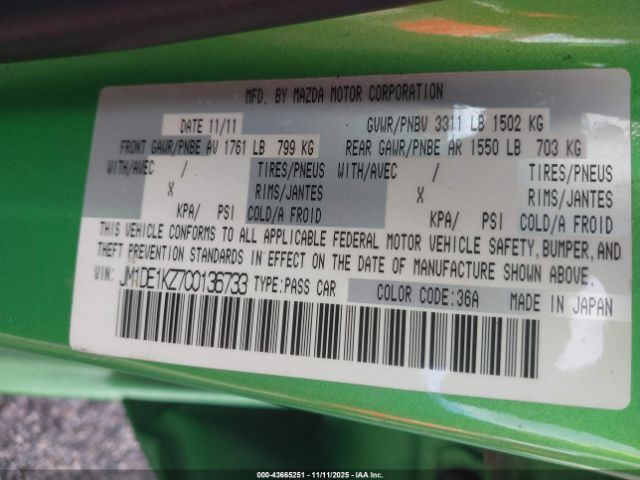 MFD. BY MAZDA MOTOR CORPORATION
DATE 11/11 GVWR/PNBV 3311 LB 1502 KG
FRONT GAWR/PNBE AV 1761 LB 799 KG REAR GAWR/PNBE AR 1550 LB 703 KG
WITH/AVEC / TIRES/PNEUS WITH/AVEC / TIRES/PNEUS
X RIMS/JANTES X RIMS/JANTES
KPA/ PSI COLD/A FROID KPA/ PSI COLD/A FROID
THIS VEHICLE CONFORMS TO ALL APPLICABLE FEDERAL MOTOR VEHICLE SAFETY, BUMPER, AND
THEFT PREVENTION STANDARDS IN EFFECT ON THE DATE OF MANUFACTURE SHOWN ABOVE.
VIN: JM1DE1KZ7C0136733 TYPE:PASS CAR COLOR CODE:36A MADE IN JAPAN
000-43665251 - 11/11/2025 - IAA Inc.